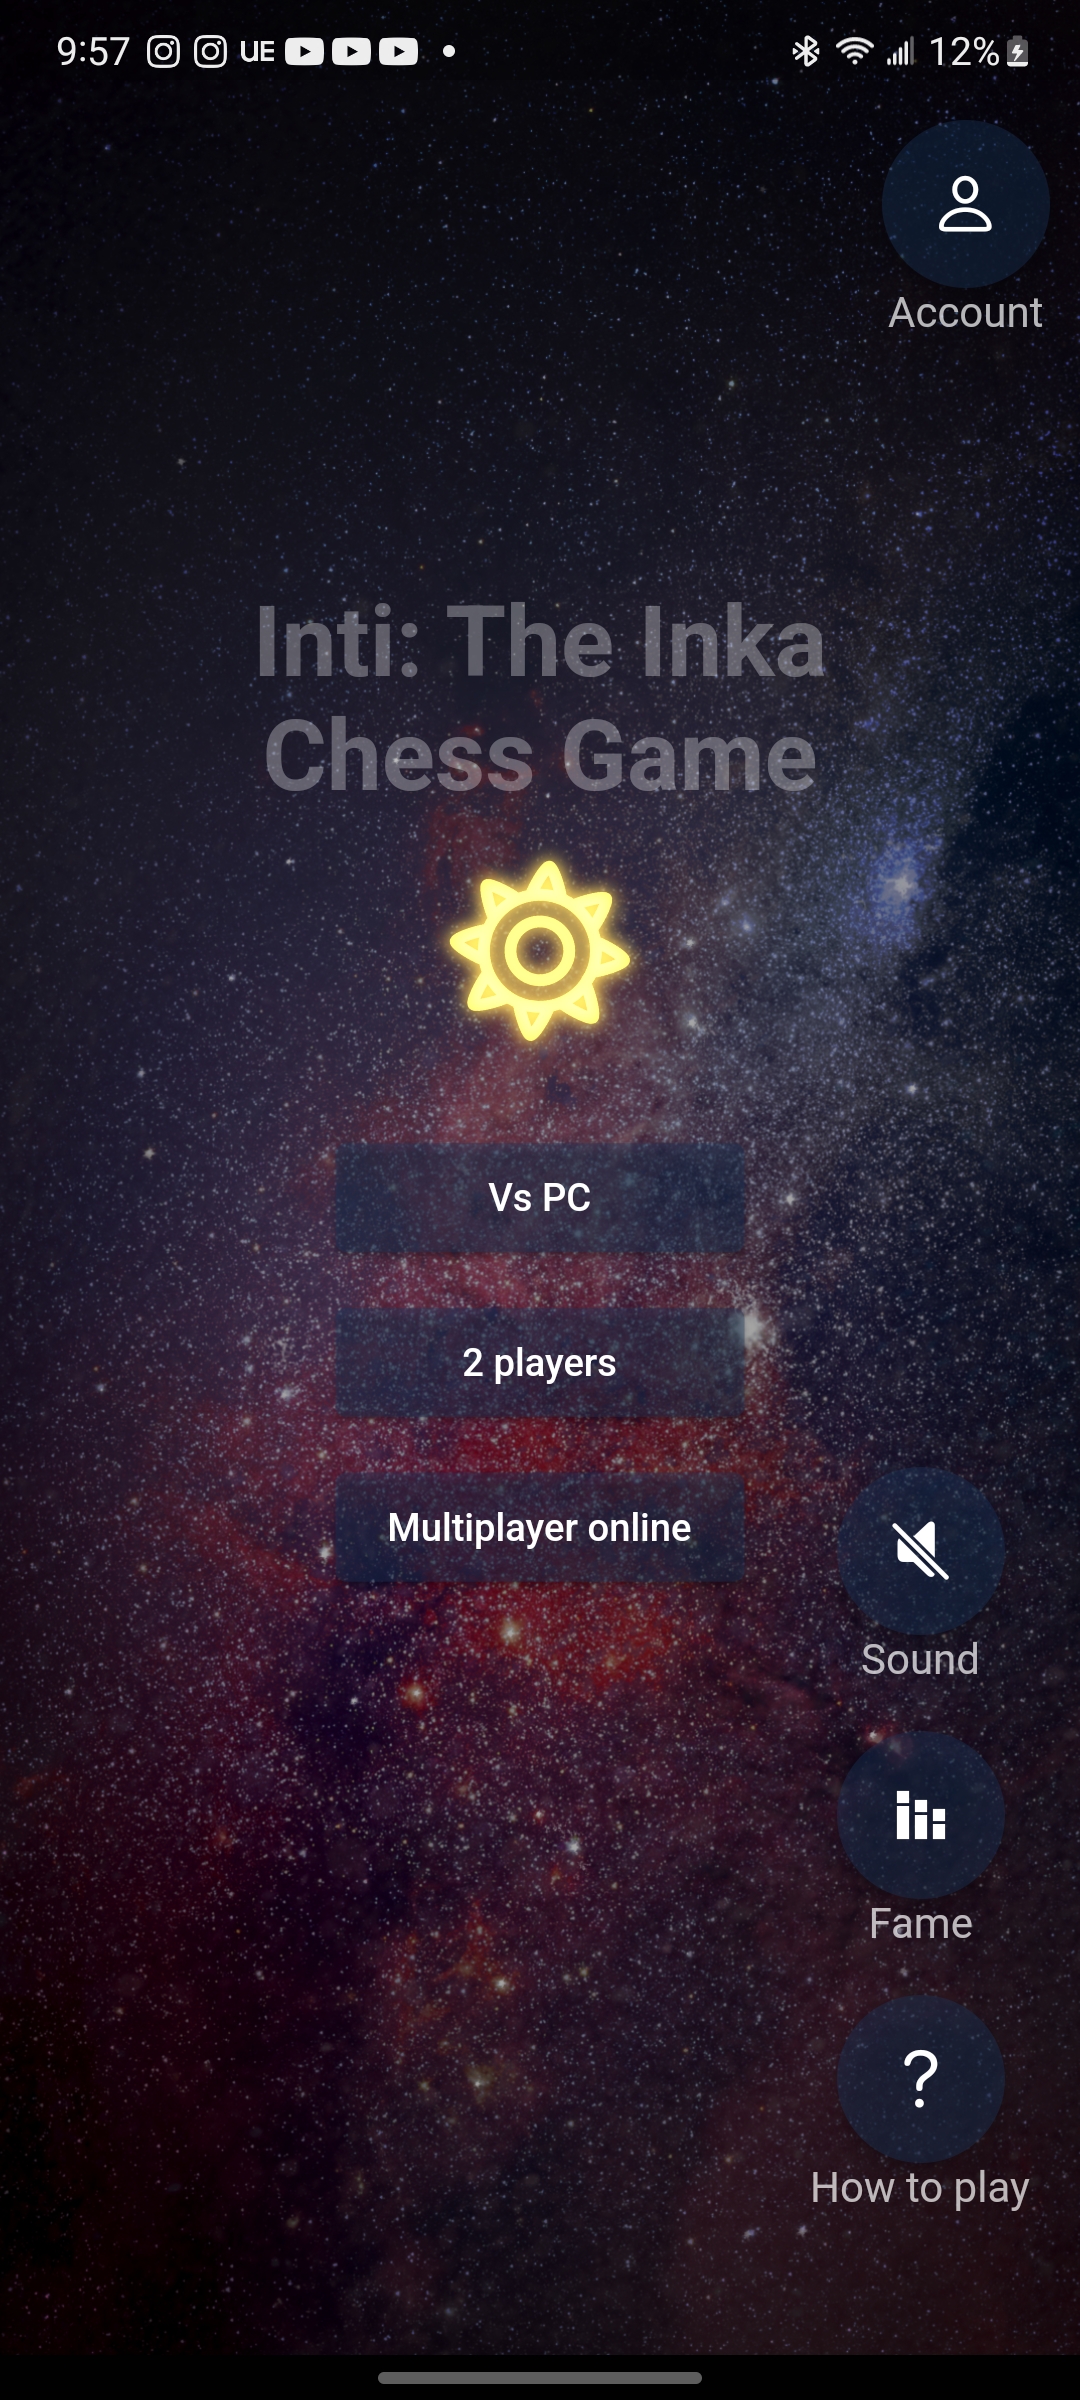 9:57 UE 12%
Account
Inti: The Inka
Chess Game
Vs PC
2 players
Multiplayer online
Sound
Fame
?
How to play